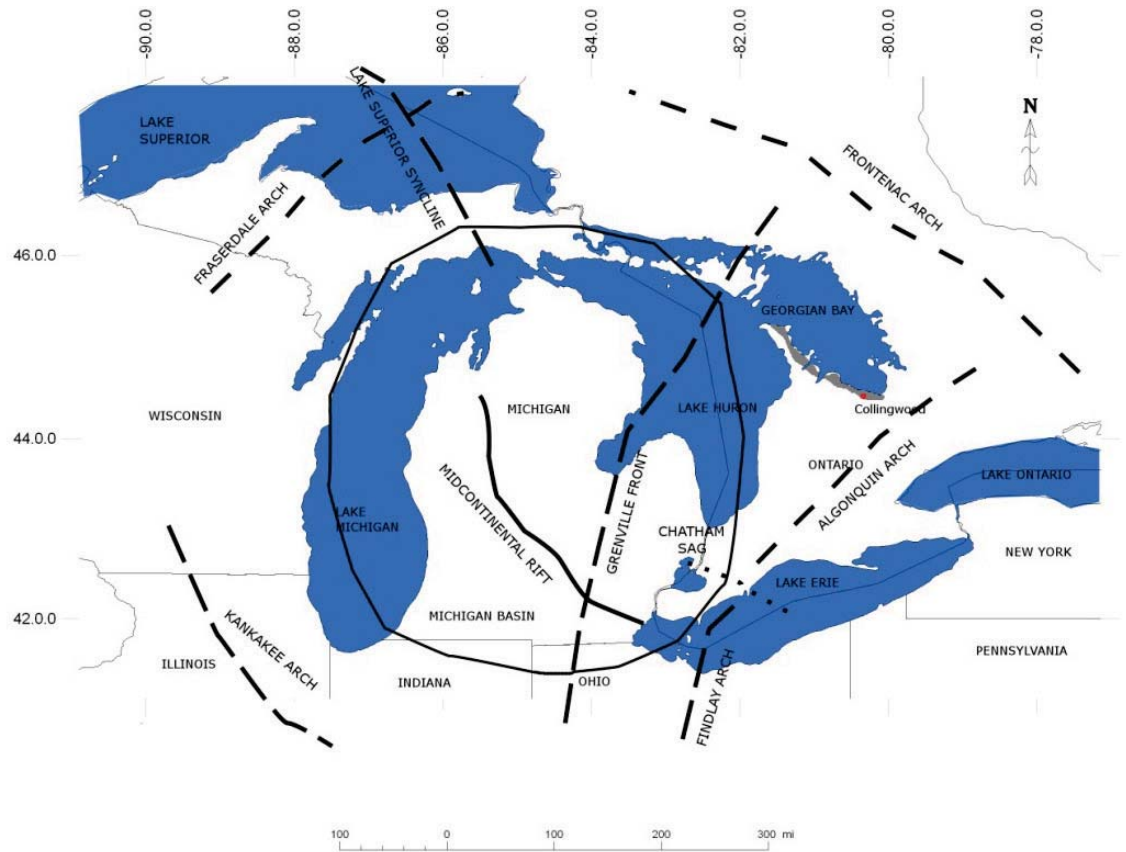 -90.0.0
-88.0.0
-86.0.0
-84.0.0
-82.0.0
-80.0.0
-78.0.0
LAKE
SUPERIOR
LAKE SUPERIOR SYNCLINE
N
FRONTENAC ARCH
FRASERDALE ARCH
46.0.0
GEORGIAN BAY
WISCONSIN
MICHIGAN
LAKE HURON
Collingwood
44.0.0
ONTARIO
ALGONQUIN ARCH
LAKE ONTARIO
MIDCONTINENTAL RIFT
GRENVILLE FRONT
LAKE
MICHIGAN
CHATHAM
SAG
NEW YORK
LAKE ERIE
42.0.0
MICHIGAN BASIN
KANKAKEE ARCH
ILLINOIS
PENNSYLVANIA
INDIANA
OHIO
FINDLAY ARCH
100
0
100
200
300 mi